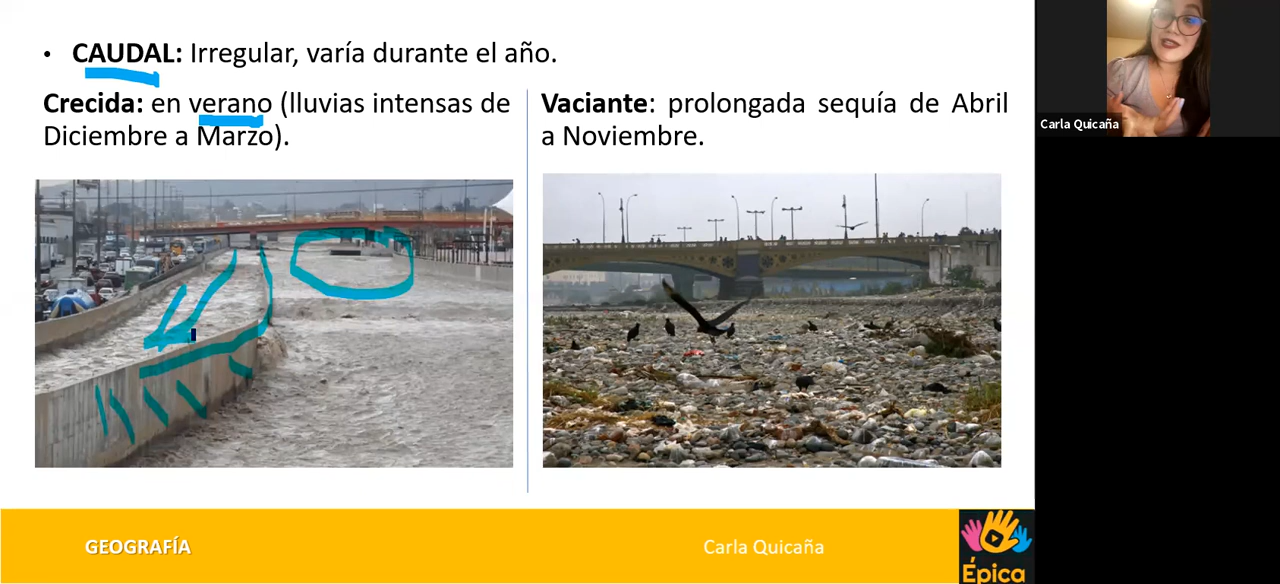 • CAUDAL: Irregular, varía durante el año.
Crecida: en verano (lluvias intensas de
Diciembre a Marzo).
Vaciante: prolongada sequía de Abril
a Noviembre.
Carla Quicaña
GEOGRAFÍA
Carla Quicaña
Épica